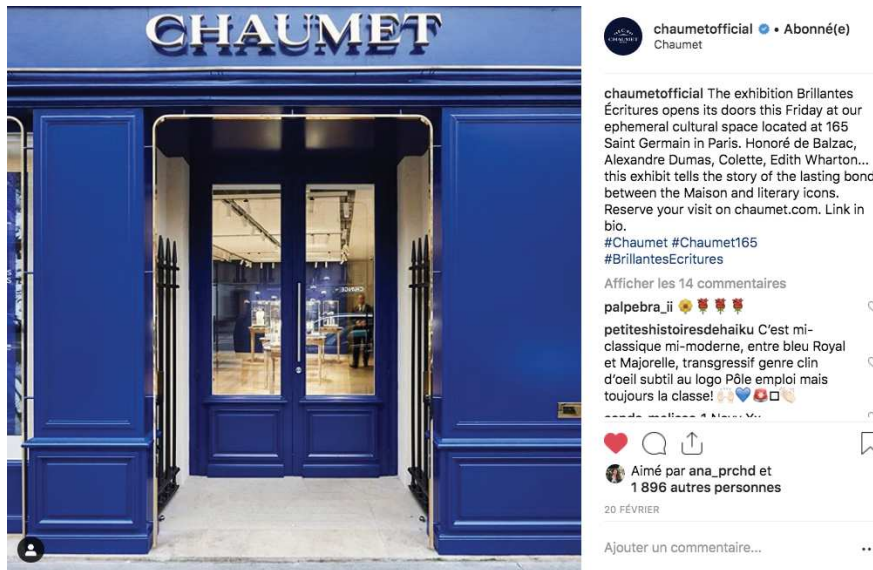 CHAUMET
chaumetofficial • Abonné(e)
Chaumet
chaumetofficial The exhibition Brillantes
Écritures opens its doors this Friday at our
ephemeral cultural space located at 165
Saint Germain in Paris. Honoré de Balzac,
Alexandre Dumas, Colette, Edith Wharton...
this exhibit tells the story of the lasting bond
between the Maison and literary icons.
Reserve your visit on chaumet.com. Link in
bio.
#Chaumet #Chaumet165
#BrillantesEcritures
Afficher les 14 commentaires
palpebra_ii 🌼🌹🌹🌹
petiteshistoiresdehaiku C’est mi-
classique mi-moderne, entre bleu Royal
et Majorelle, transgressif genre clin
d’oeil subtil au logo Pôle emploi mais
toujours la classe!
Aimé par ana_prchd et
1 896 autres personnes
20 FÉVRIER
Ajouter un commentaire...